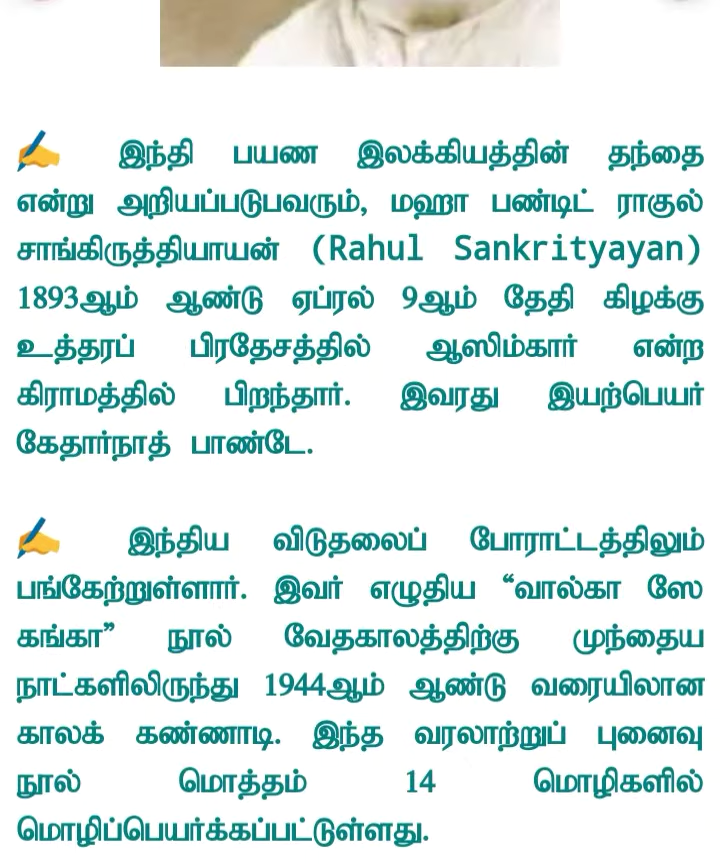 ✍ இந்தி பயண இலக்கியத்தின் தந்தை
என்று அறியப்படுபவரும், மஹா பண்டிட் ராகுல்
சாங்கிருத்தியாயன் (Rahul Sankrityayan)
1893ஆம் ஆண்டு ஏப்ரல் 9ஆம் தேதி கிழக்கு
உத்தரப் பிரதேசத்தில் ஆஸிம்கார் என்ற
கிராமத்தில் பிறந்தார். இவரது இயற்பெயர்
கேதார்நாத் பாண்டே.
✍ இந்திய விடுதலைப் போராட்டத்திலும்
பங்கேற்றுள்ளார். இவர் எழுதிய “வால்கா ஸே
கங்கா” நூல் வேதகாலத்திற்கு முந்தைய
நாட்களிலிருந்து 1944ஆம் ஆண்டு வரையிலான
காலக் கண்ணாடி. இந்த வரலாற்றுப் புனைவு
நூல் மொத்தம் 14 மொழிகளில்
மொழிப்பெயர்க்கப்பட்டுள்ளது.